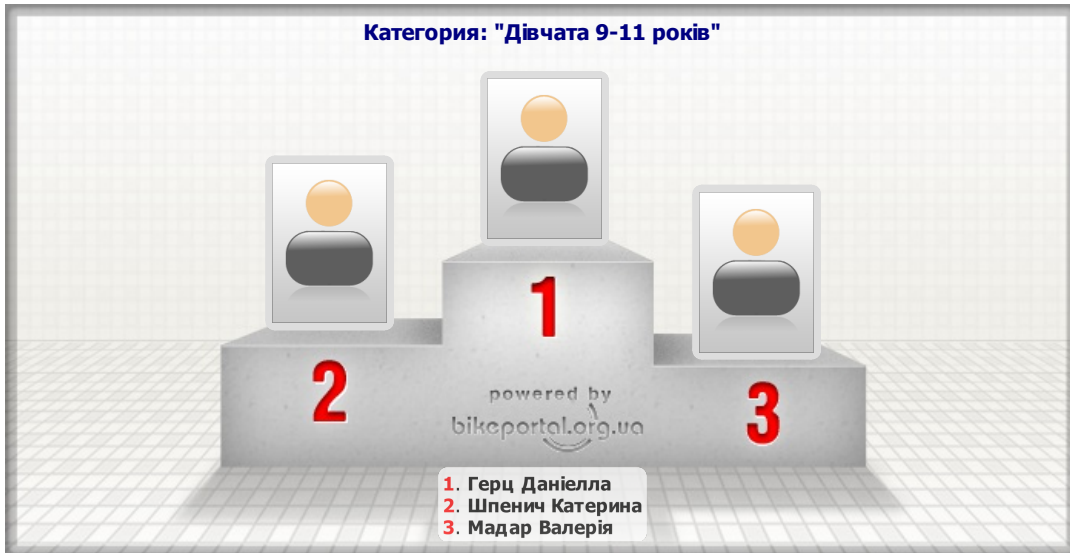 Категория: "Дівчата 9-11 років"
1
2
3
powered by
bikeportal.org.ua
1. Герц Даніелла
2. Шпенич Катерина
3. Мадар Валерія